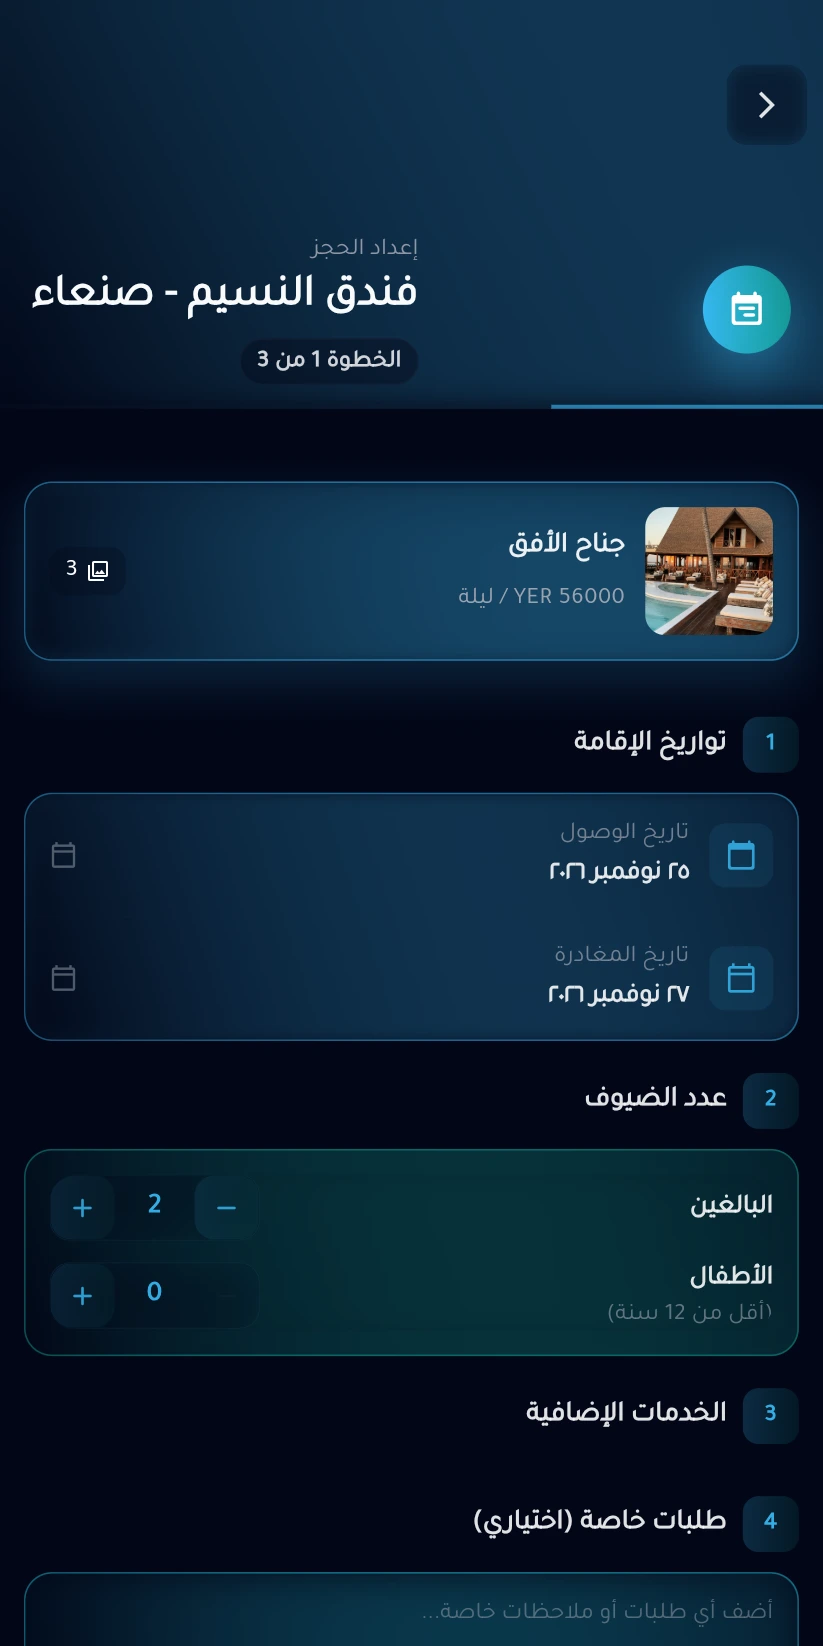 إعداد الحجز
فندق النسيم - صنعاء
الخطوة 1 من 3
جناح الأفق
3
YER 56000 / ليلة
1 تواريخ الإقامة
تاريخ الوصول
٢٥ نوفمبر ٢٠٢٦
تاريخ المغادرة
٢٧ نوفمبر ٢٠٢٦
2 عدد الضيوف
البالغين − 2 +
الأطفال
0 +
(أقل من 12 سنة)
3 الخدمات الإضافية
4 طلبات خاصة (اختياري)
أضف أي طلبات أو ملاحظات خاصة...